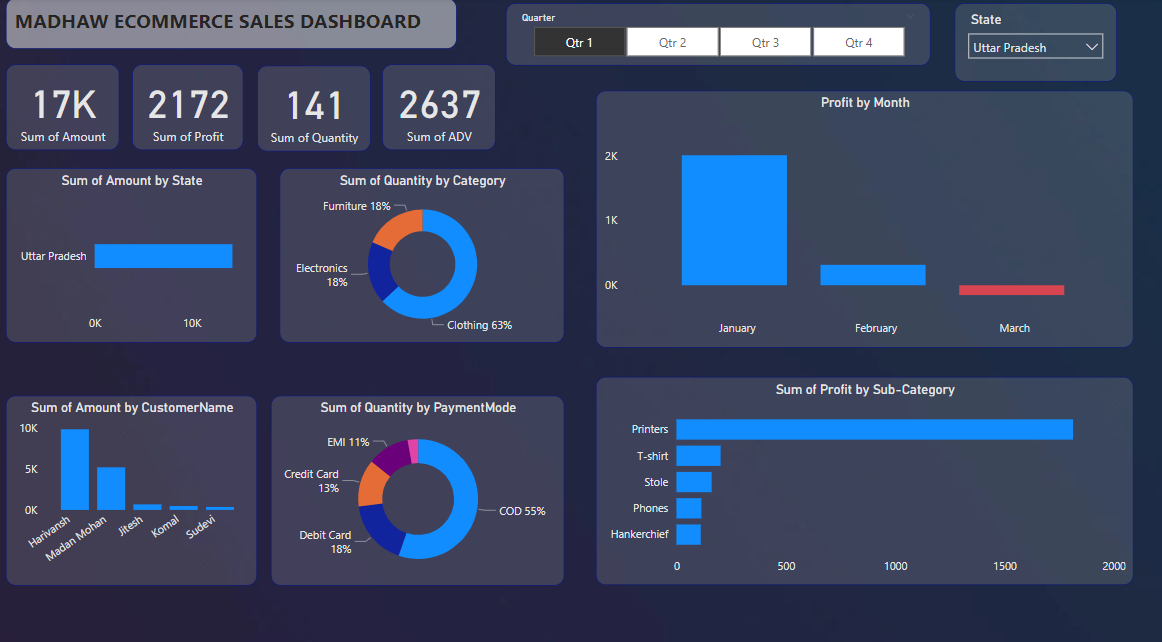 MADHAW ECOMMERCE SALES DASHBOARD
Quarter
Qtr 1
Qtr 2
Qtr 3
Qtr 4
State
Uttar Pradesh
17K
Sum of Amount
2172
Sum of Profit
141
Sum of Quantity
2637
Sum of ADV
Profit by Month
2K
1K
0K
January
February
March
Sum of Amount by State
Uttar Pradesh
0K
10K
Sum of Quantity by Category
Furniture 18%
Electronics
18%
Clothing 63%
Sum of Amount by CustomerName
10K
5K
0K
Harivansh
Madan Mohan
Jitesh
Komal
Sudevi
Sum of Quantity by PaymentMode
EMI 11%
Credit Card
13%
Debit Card
18%
COD 55%
Sum of Profit by Sub-Category
Printers
T-shirt
Stole
Phones
Hankerchief
0
500
1000
1500
2000